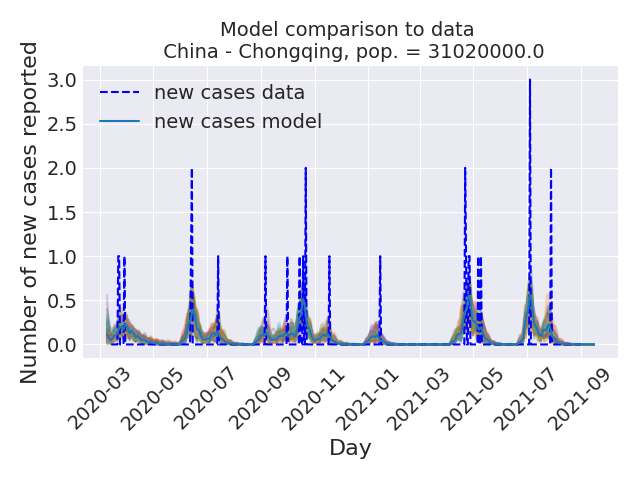 Model comparison to data
China - Chongqing, pop. = 31020000.0
Number of new cases reported
3.0
2.5
2.0
1.5
1.0
0.5
0.0
new cases data
new cases model
2020-03
2020-05
2020-07
2020-09
2020-11
2021-01
2021-03
2021-05
2021-07
2021-09
Day